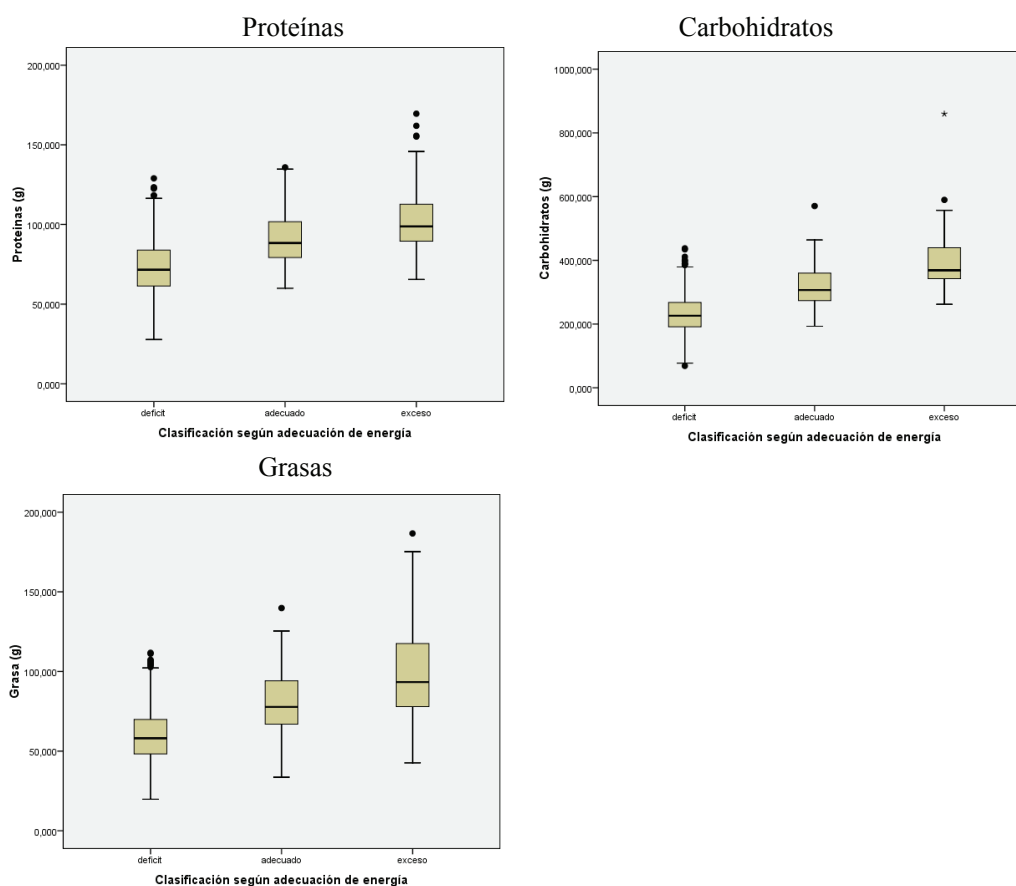 Proteínas
200,000
150,000
100,000
50,000
0,000
Proteínas (g)
deficit adecuado exceso
Clasificación según adecuación de energía
Carbohidratos
1000,000
800,000
600,000
400,000
200,000
0,000
Carbohidratos (g)
*
deficit adecuado exceso
Clasificación según adecuación de energía
Grasas
200,000
150,000
100,000
50,000
0,000
Grasa (g)
deficit adecuado exceso
Clasificación según adecuación de energía